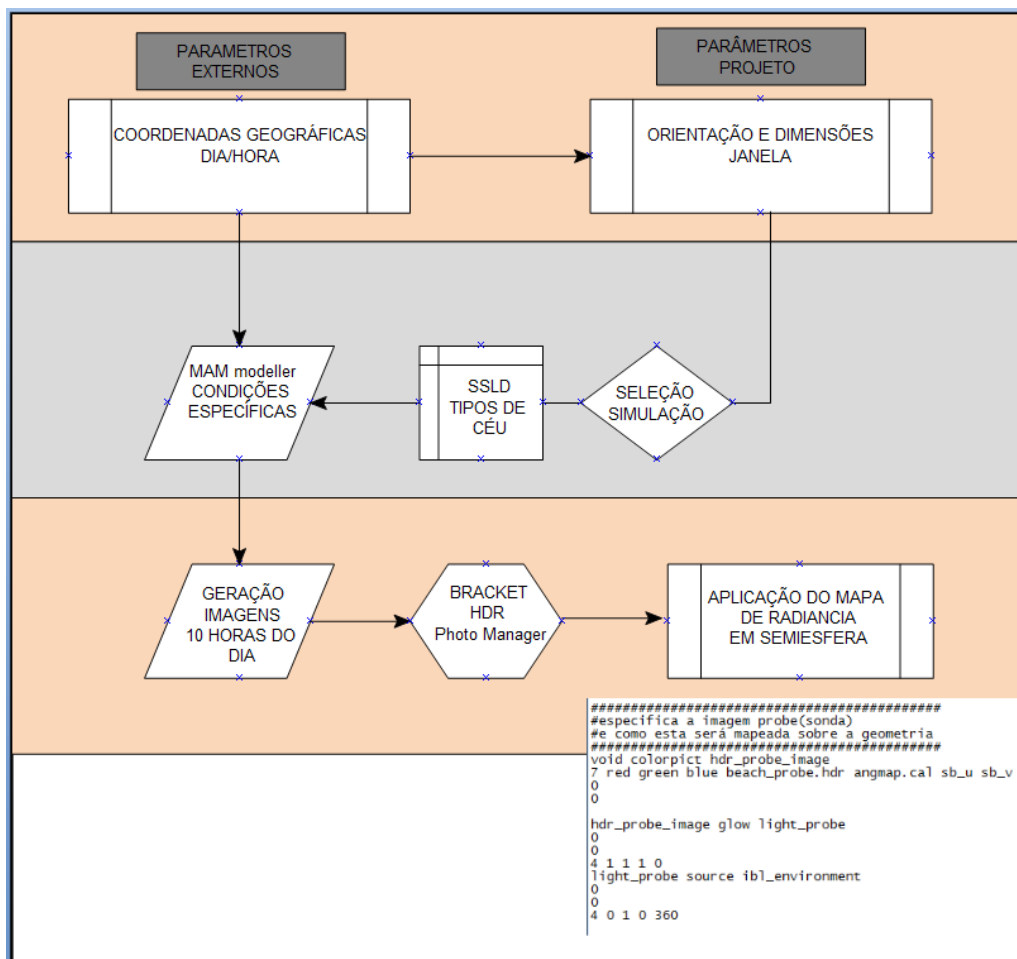 PARAMETROS
EXTERNOS
PARÂMETROS
PROJETO
COORDENADAS GEOGRÁFICAS
DIA/HORA
ORIENTAÇÃO E DIMENSÕES
JANELA
MAM modeller
CONDIÇÕES
ESPECÍFICAS
SSLD
TIPOS DE
CÉU
SELEÇÃO
SIMULAÇÃO
GERAÇÃO
IMAGENS
10 HORAS DO
DIA
BRACKET
HDR
Photo Manager
APLICAÇÃO DO MAPA
DE RADIANCIA
EM SEMIESFERA
############################################
#especifica a imagem probe(sonda)
#e como esta será mapeada sobre a geometria
############################################
void colorpict hdr_probe_image
7 red green blue beach_probe.hdr angmap.cal sb_u sb_v
0
0
hdr_probe_image glow light_probe
0
0
4 1 1 1 0
light_probe source ibl_environment
0
0
4 0 1 0 360